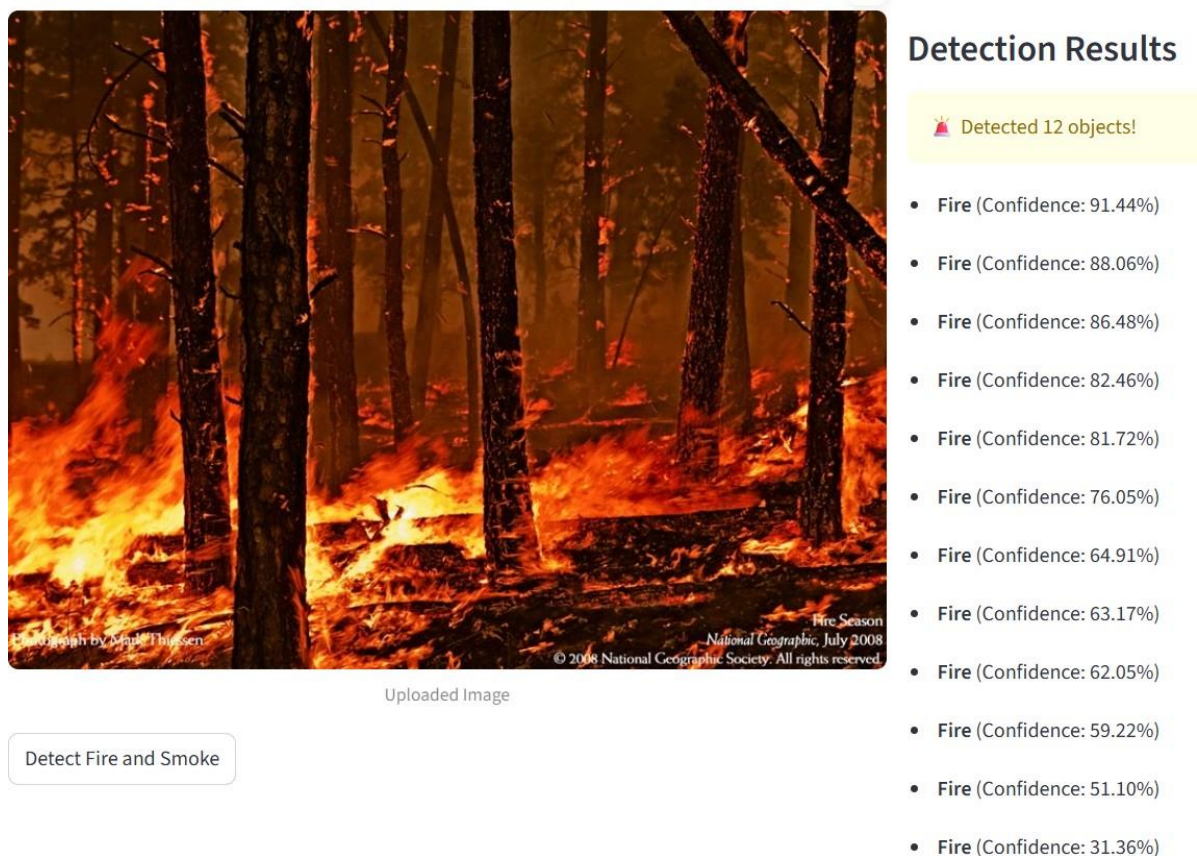 Photograph by Mark Thiessen
Fire Season
National Geographic, July 2008
© 2008 National Geographic Society. All rights reserved.
Uploaded Image
Detect Fire and Smoke
Detection Results
🚨 Detected 12 objects!
• Fire (Confidence: 91.44%)
• Fire (Confidence: 88.06%)
• Fire (Confidence: 86.48%)
• Fire (Confidence: 82.46%)
• Fire (Confidence: 81.72%)
• Fire (Confidence: 76.05%)
• Fire (Confidence: 64.91%)
• Fire (Confidence: 63.17%)
• Fire (Confidence: 62.05%)
• Fire (Confidence: 59.22%)
• Fire (Confidence: 51.10%)
• Fire (Confidence: 31.36%)